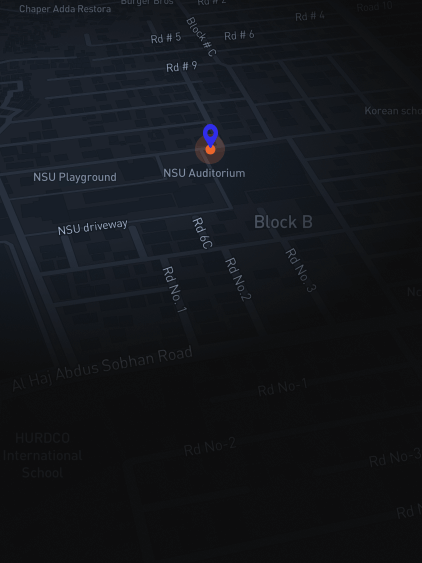 Burger Bros
Rd # 2
Road 10
Chaper Adda Restora
Rd # 4
Block # C
Rd # 5
Rd # 6
Rd # 9
Korean scho
NSU Auditorium
NSU Playground
Block B
NSU driveway
Rd 6C
Rd No. 1
Rd No.2
Rd No. 3
Al Haj Abdus Sobhan Road
Rd No-1
HURDCO
International
School
Rd No-2
Rd No-3